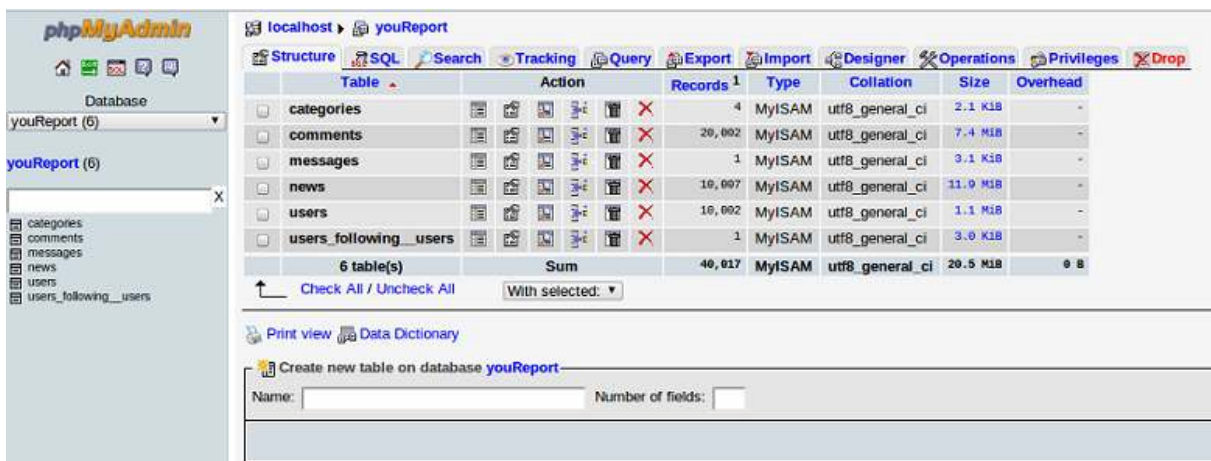 phpMyAdmin
Database
youReport (6)
youReport (6)
X
categories
comments
messages
news
users
users_following__users
localhost youReport
Structure SQL Search Tracking Query Export Import Designer Operations Privileges Drop
Table Action Records 1 Type Collation Size Overhead
categories 4 MyISAM utf8_general_ci 2.1 KiB -
comments 20,002 MyISAM utf8_general_ci 7.4 MiB -
messages 1 MyISAM utf8_general_ci 3.1 KiB -
news 10,007 MyISAM utf8_general_ci 11.9 MiB -
users 10,002 MyISAM utf8_general_ci 1.1 MiB -
users_following__users 1 MyISAM utf8_general_ci 3.0 KiB -
6 table(s) Sum 40,017 MyISAM utf8_general_ci 20.5 MiB 0 B
Check All / Uncheck All With selected:
Print view Data Dictionary
Create new table on database youReport
Name: Number of fields: